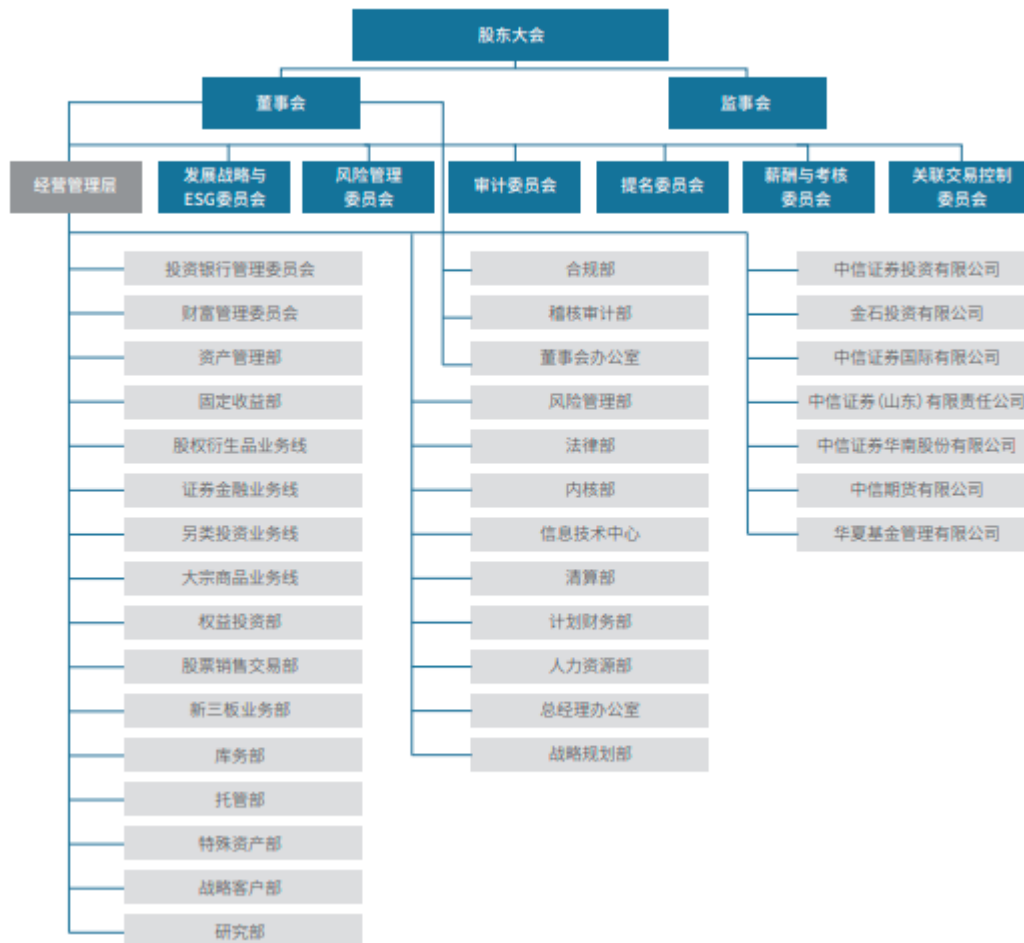 股东大会
董事会
监事会
经营管理层
发展战略与
ESG委员会
风险管理
委员会
审计委员会
提名委员会
薪酬与考核
委员会
关联交易控制
委员会
投资银行管理委员会
财富管理委员会
资产管理部
固定收益部
股权衍生品业务线
证券金融业务线
另类投资业务线
大宗商品业务线
权益投资部
股票销售交易部
新三板业务部
库务部
托管部
特殊资产部
战略客户部
研究部
合规部
稽核审计部
董事会办公室
风险管理部
法律部
内核部
信息技术中心
清算部
计划财务部
人力资源部
总经理办公室
战略规划部
中信证券投资有限公司
金石投资有限公司
中信证券国际有限公司
中信证券(山东)有限责任公司
中信证券华南股份有限公司
中信期货有限公司
华夏基金管理有限公司